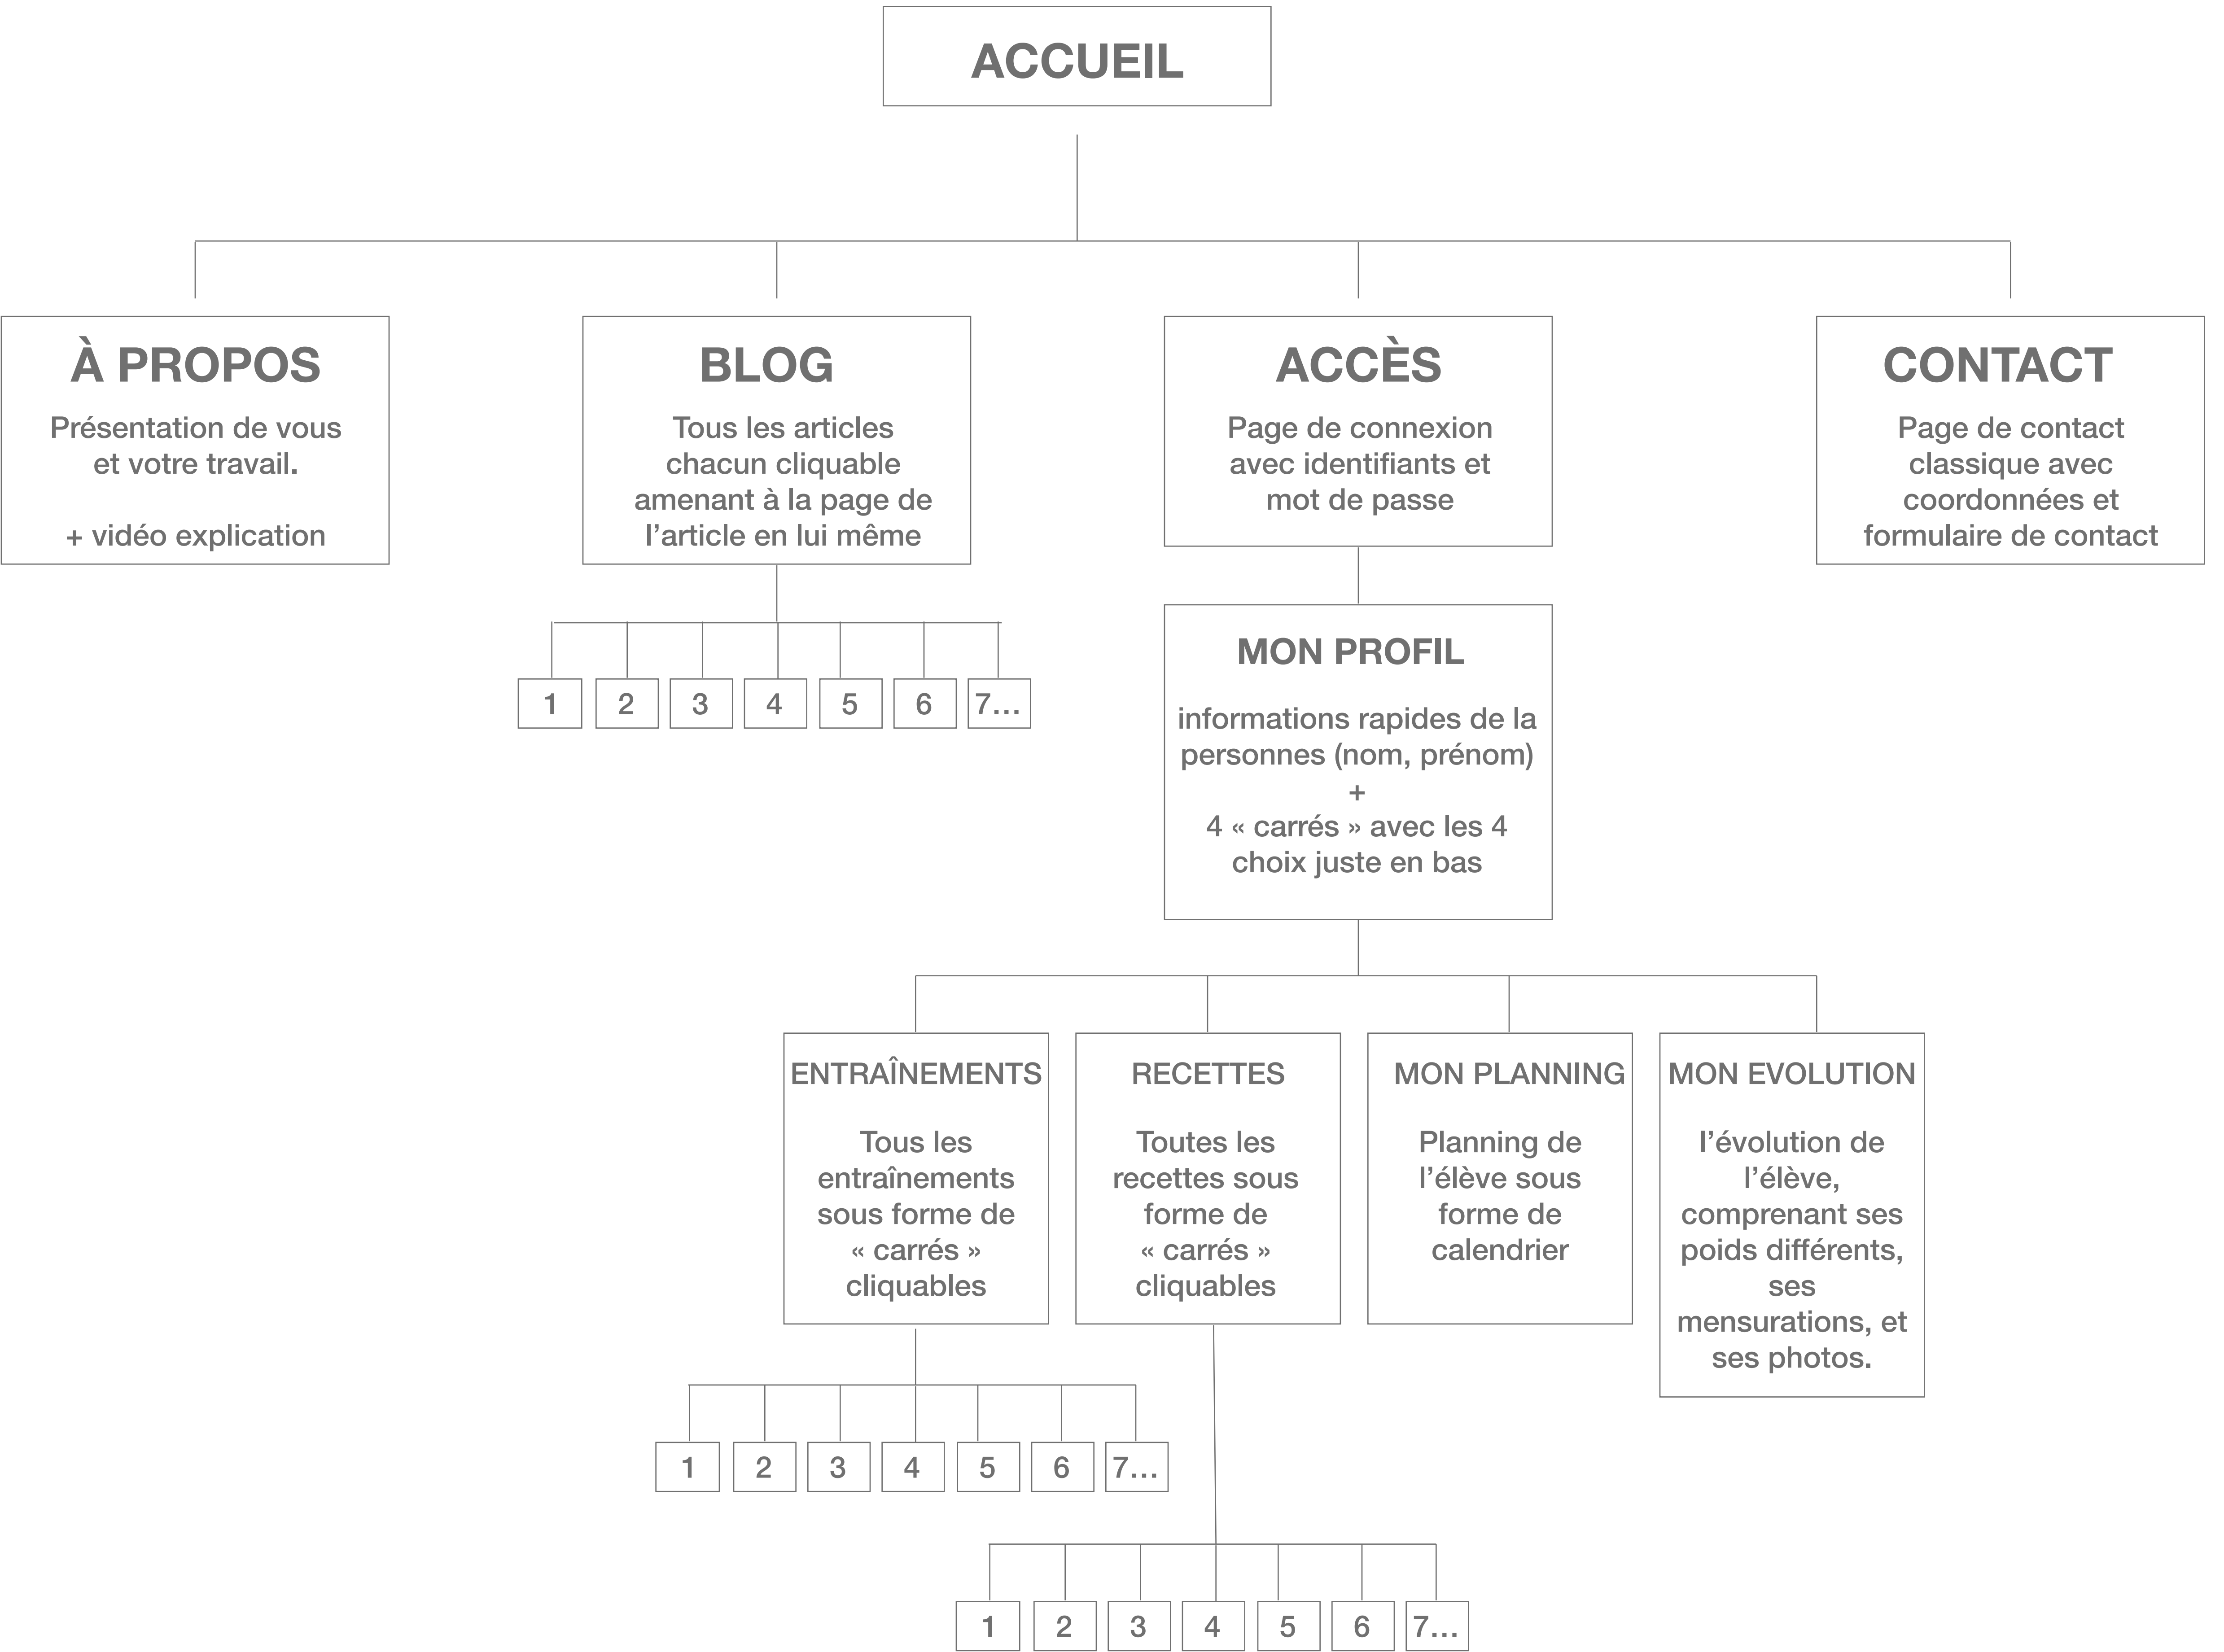 ACCUEIL
À PROPOS
Présentation de vous
et votre travail.
+ vidéo explication
BLOG
Tous les articles
chacun cliquable
amenant à la page de
l’article en lui même
ACCÈS
Page de connexion
avec identifiants et
mot de passe
CONTACT
Page de contact
classique avec
coordonnées et
formulaire de contact
1 2 3 4 5 6 7...
MON PROFIL
informations rapides de la
personnes (nom, prénom)
+
4 « carrés » avec les 4
choix juste en bas
ENTRAÎNEMENTS
Tous les
entraînements
sous forme de
« carrés »
cliquables
RECETTES
Toutes les
recettes sous
forme de
« carrés »
cliquables
MON PLANNING
Planning de
l’élève sous
forme de
calendrier
MON EVOLUTION
l’évolution de
l’élève,
comprenant ses
poids différents,
ses
mensurations, et
ses photos.
1 2 3 4 5 6 7...
1 2 3 4 5 6 7...